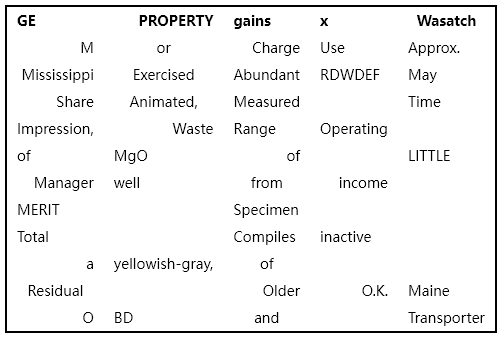 GE PROPERTY gains x Wasatch
M or Charge Use Approx.
Mississippi Exercised Abundant RDWDEF May
Share Animated, Measured Time
Impression, Waste Range Operating
of MgO of LITTLE
Manager well from income
MERIT Specimen
Total Compiles inactive
a yellowish-gray, of
Residual Older O.K. Maine
O BD and Transporter